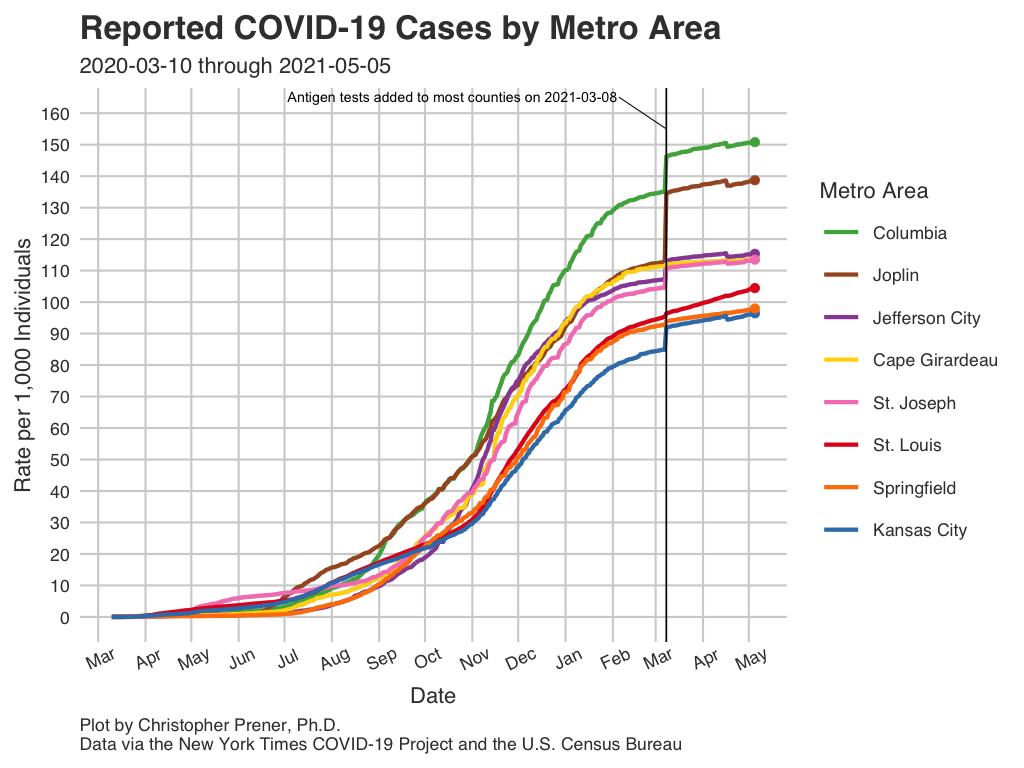 Reported COVID-19 Cases by Metro Area
2020-03-10 through 2021-05-05
Antigen tests added to most counties on 2021-03-08
160
150
140
130
120
110
100
90
80
70
60
50
40
30
20
10
0
Rate per 1,000 Individuals
Mar Apr May Jun Jul Aug Sep Oct Nov Dec Jan Feb Mar Apr May
Date
Metro Area
Columbia
Joplin
Jefferson City
Cape Girardeau
St. Joseph
St. Louis
Springfield
Kansas City
Plot by Christopher Prener, Ph.D.
Data via the New York Times COVID-19 Project and the U.S. Census Bureau